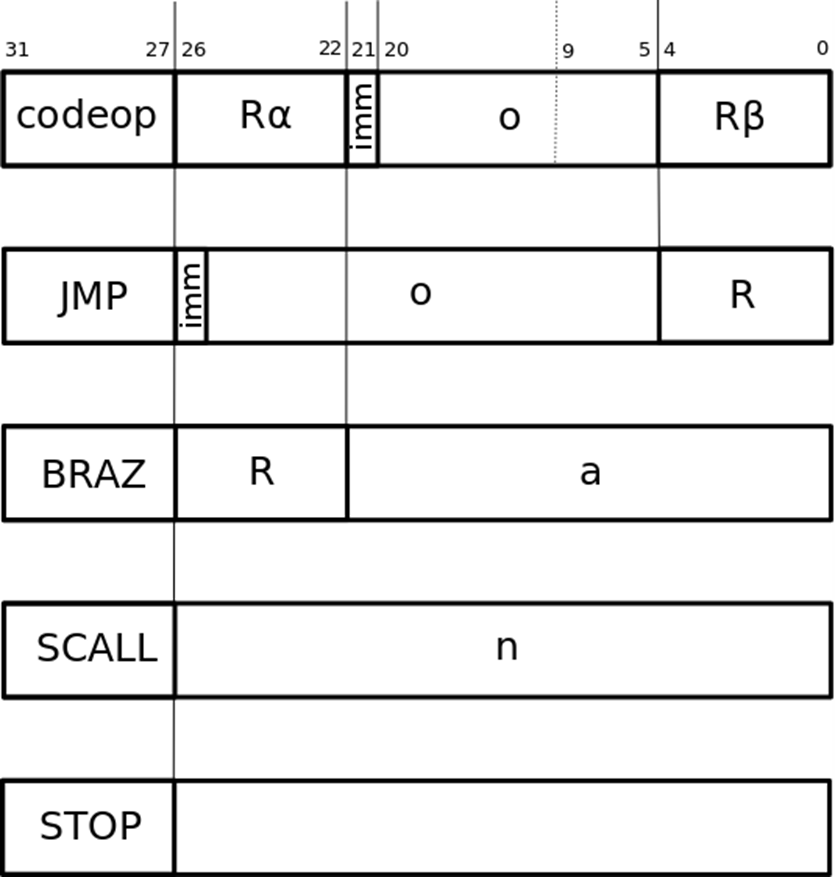 31 27 26 22 21 20 9 5 4 0
codeop Rα imm o Rβ
JMP imm o R
BRAZ R a
SCALL n
STOP